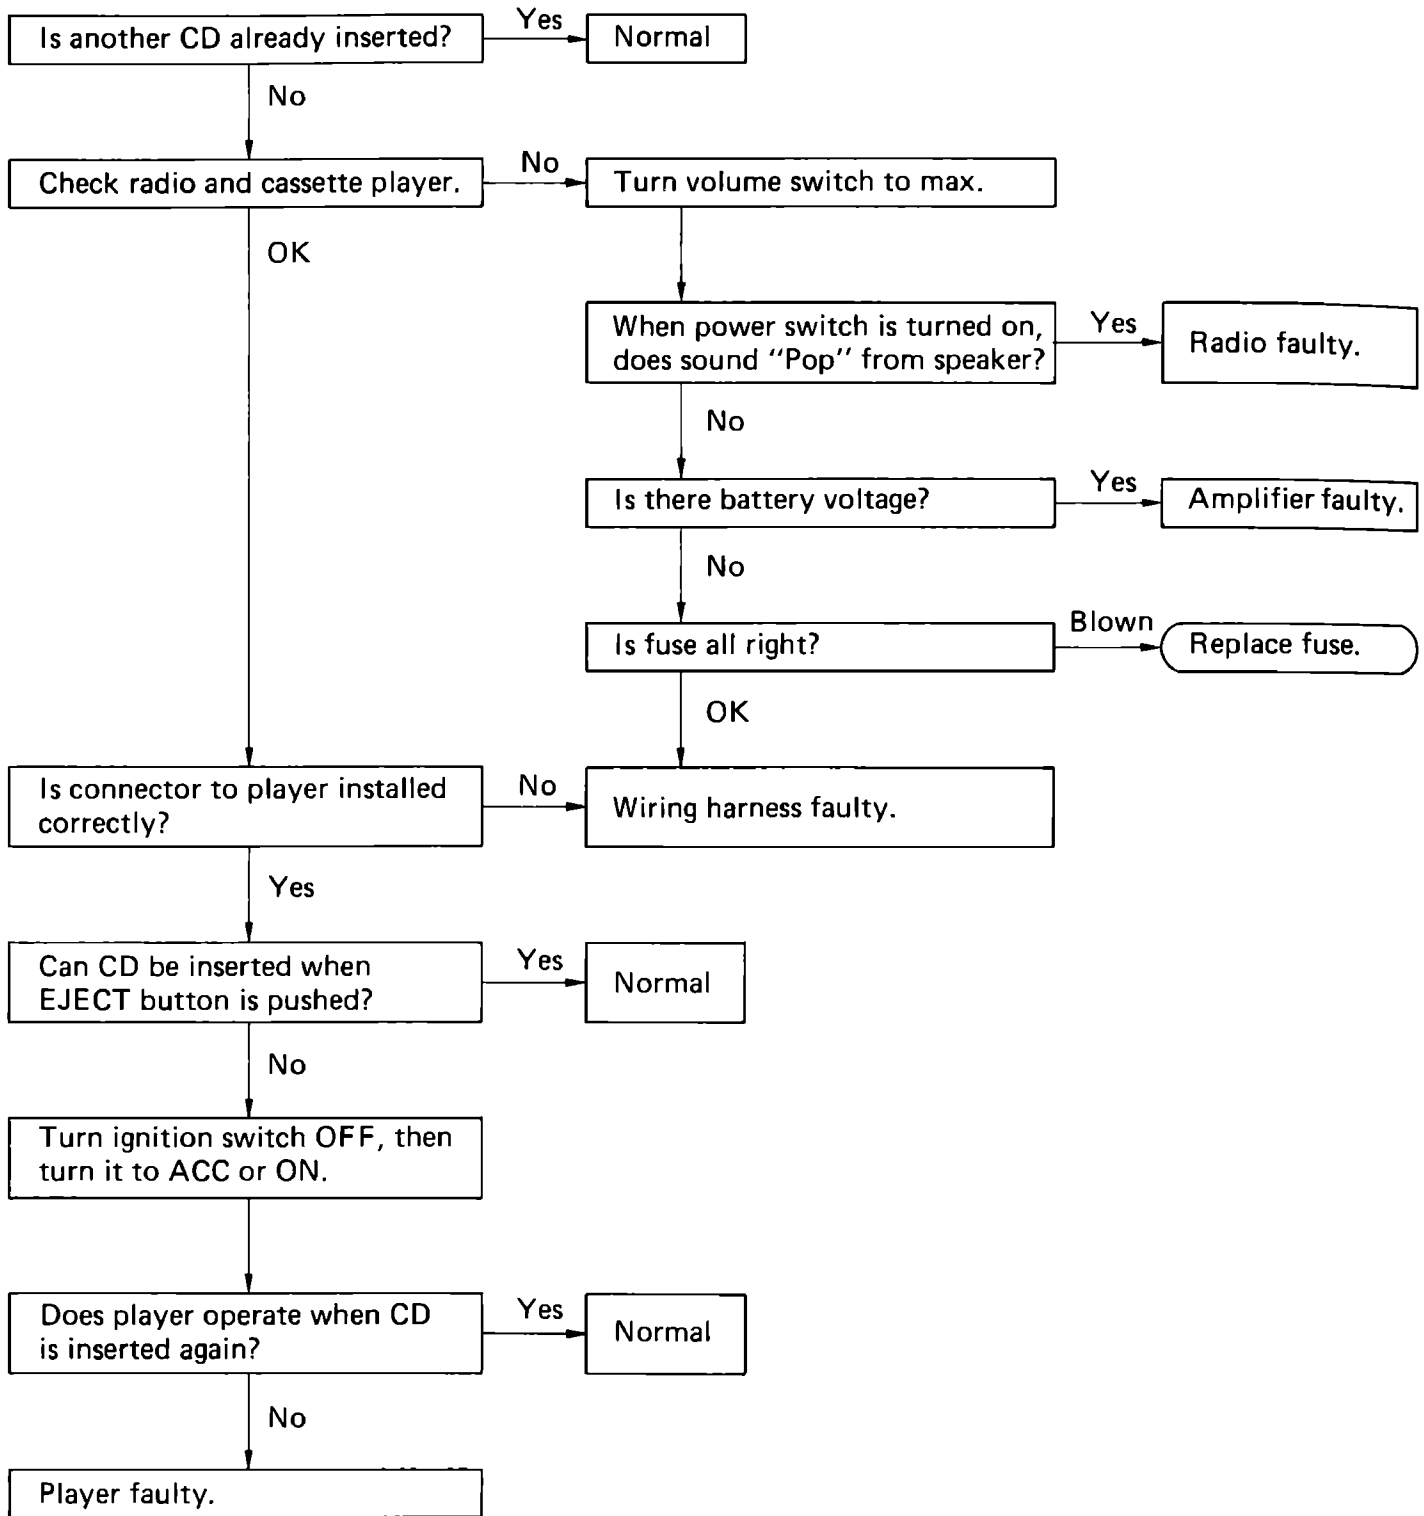 Is another CD already inserted?
Yes
Normal
No
Check radio and cassette player.
No
Turn volume switch to max.
OK
When power switch is turned on,
does sound "Pop" from speaker?
Yes
Radio faulty.
No
Is there battery voltage?
Yes
Amplifier faulty.
No
Is fuse all right?
Blown
Replace fuse.
OK
Is connector to player installed
correctly?
No
Wiring harness faulty.
Yes
Can CD be inserted when
EJECT button is pushed?
Yes
Normal
No
Turn ignition switch OFF, then
turn it to ACC or ON.
Does player operate when CD
is inserted again?
Yes
Normal
No
Player faulty.